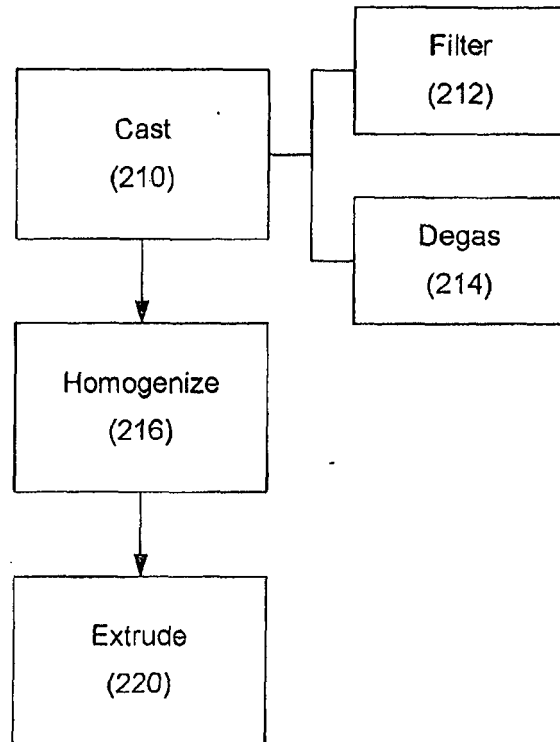 Cast
(210)
Filter
(212)
Degas
(214)
Homogenize
(216)
Extrude
(220)